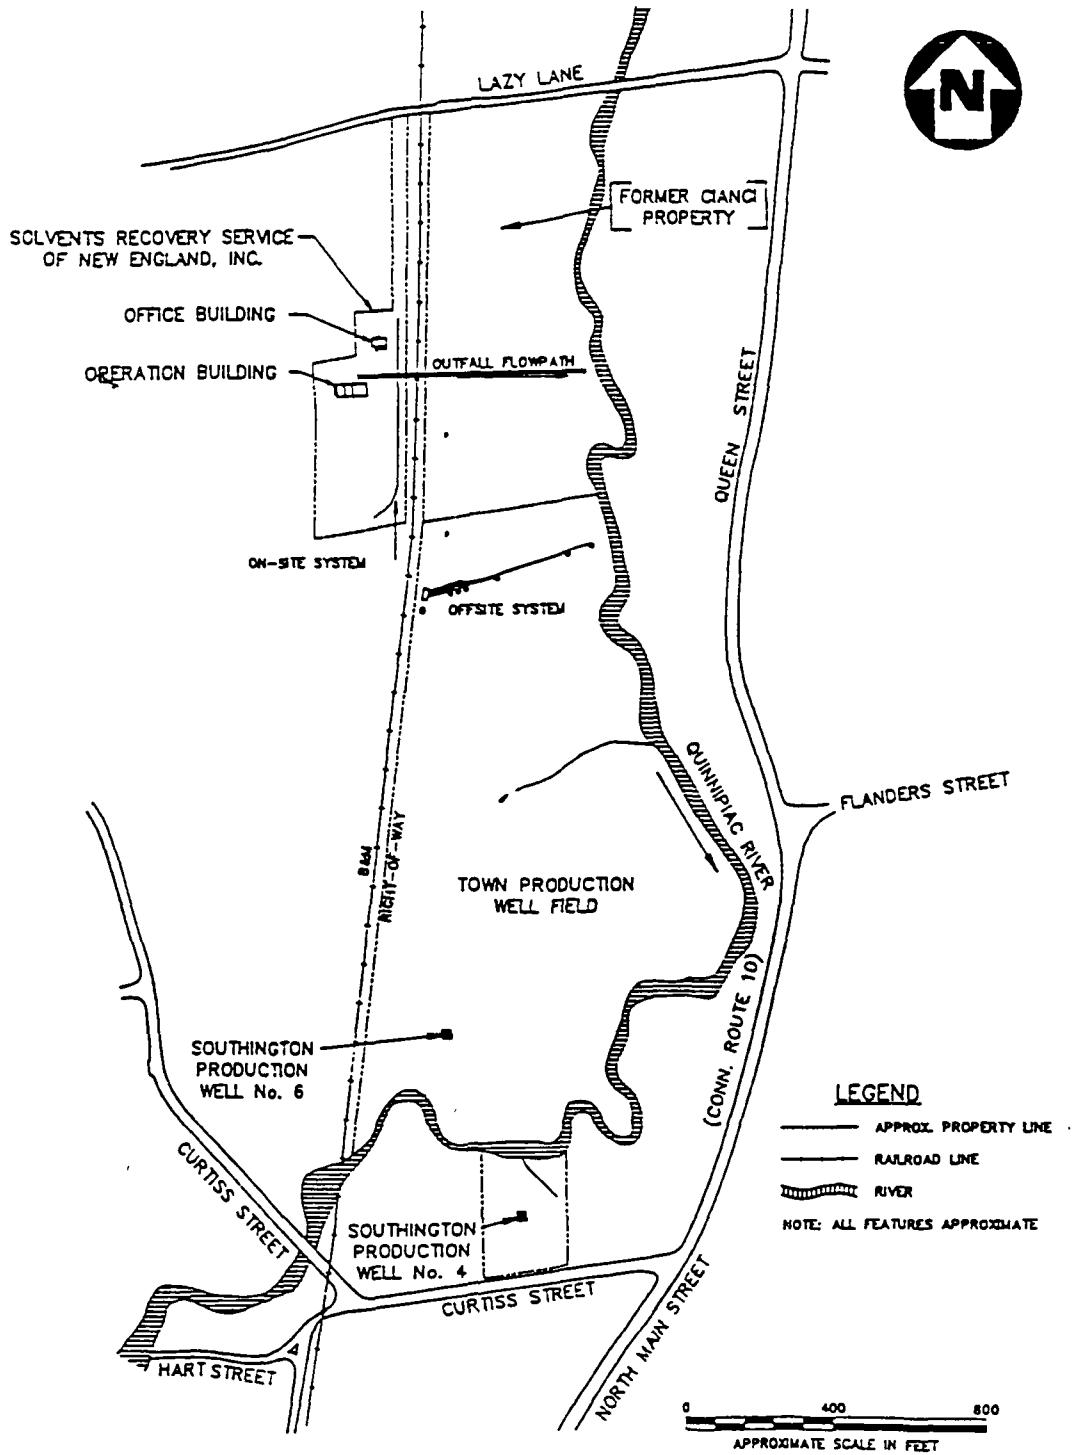 LAZY LANE
N
FORMER CIANCI
PROPERTY
SOLVENTS RECOVERY SERVICE
OF NEW ENGLAND, INC.
OFFICE BUILDING
OPERATION BUILDING
OUTFALL FLOWPATH
QUEEN STREET
ON-SITE SYSTEM
OFFSITE SYSTEM
QUINNIPIAC RIVER
FLANDERS STREET
B&M
RIGHT-OF-WAY
TOWN PRODUCTION
WELL FIELD
(CONN. ROUTE 10)
SOUTHINGTON
PRODUCTION
WELL No. 6
LEGEND
APPROX. PROPERTY LINE
RAILROAD LINE
RIVER
NOTE: ALL FEATURES APPROXIMATE
CURTISS STREET
SOUTHINGTON
PRODUCTION
WELL No. 4
CURTISS STREET
HART STREET
NORTH MAIN STREET
0 400 800
APPROXIMATE SCALE IN FEET